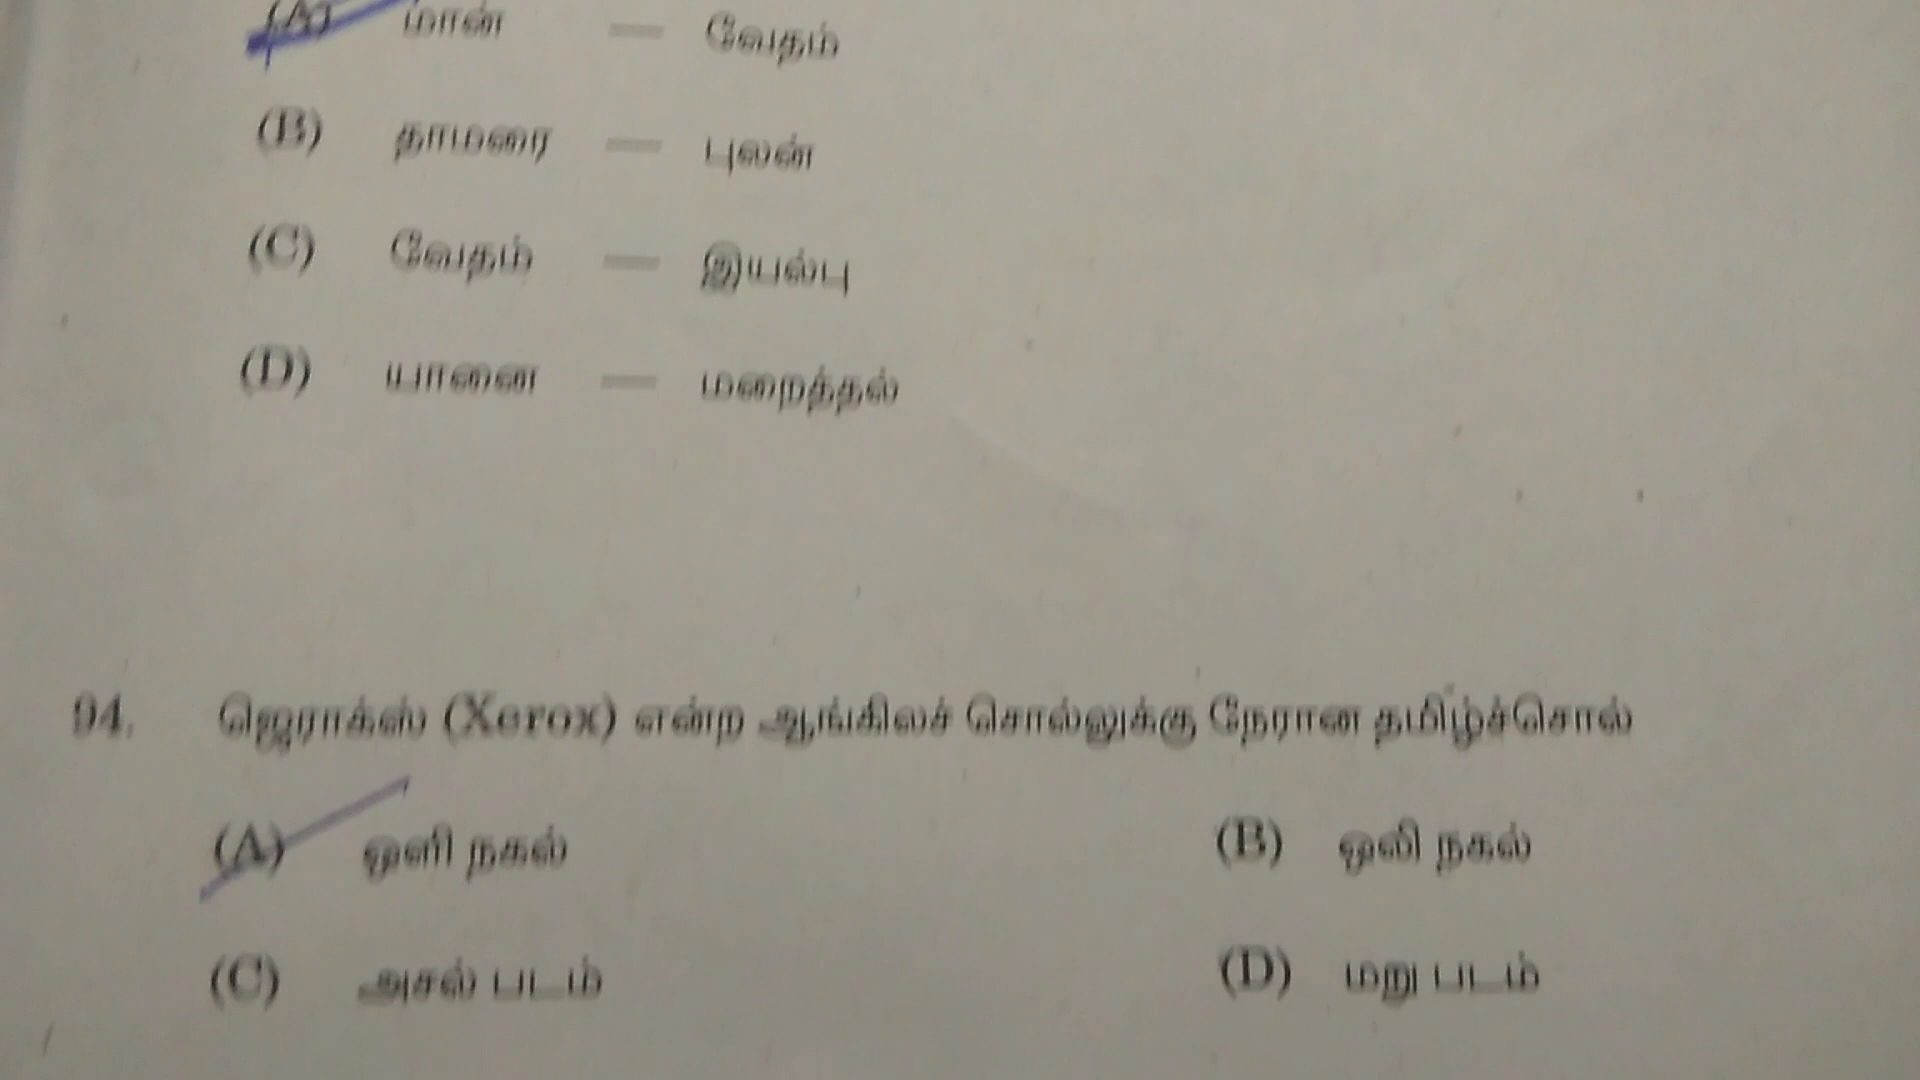 (A) மான் — வேதம்
(B) தாமரை — புலன்
(C) வேதம் — இயல்பு
(D) யானை — மறைத்தல்
94. ஜெராக்ஸ் (Xerox) என்ற ஆங்கிலச் சொல்லுக்கு நேரான தமிழ்ச்சொல்
(A) ஒளி நகல் (B) ஒலி நகல்
(C) அசல் படம் (D) மறு படம்